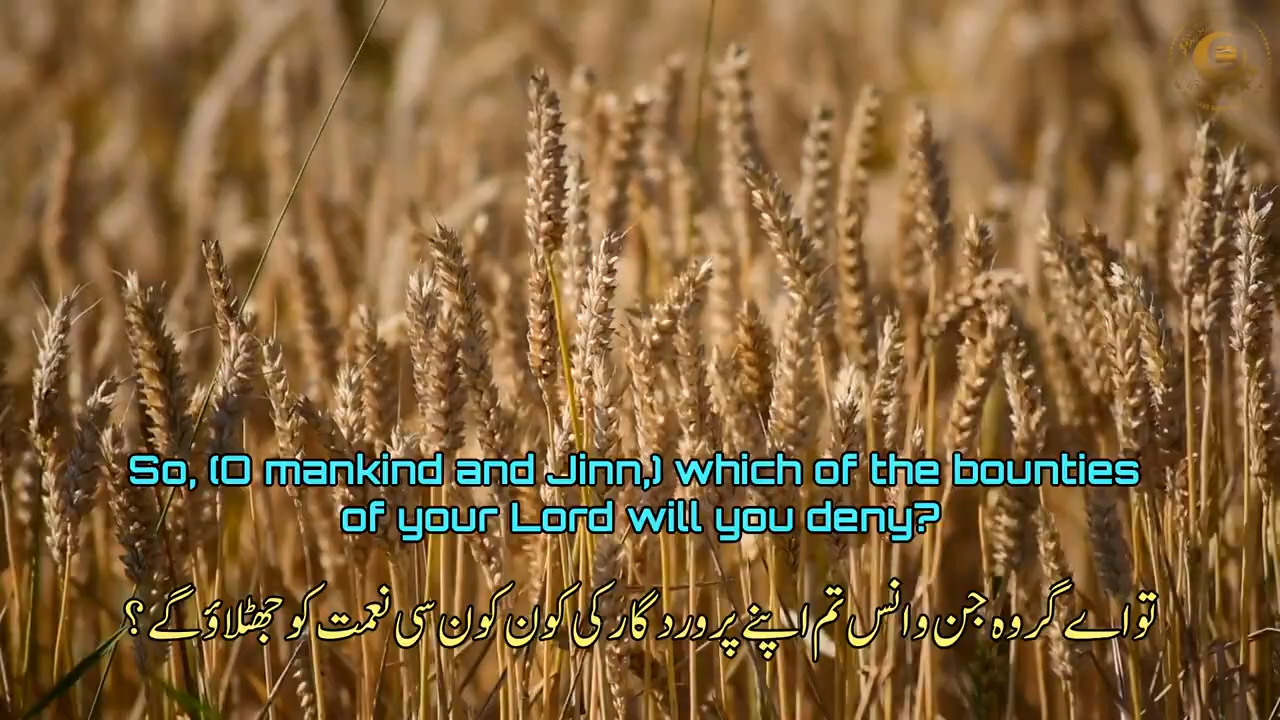 So, (O mankind and Jinn,) which of the bounties
of your Lord will you deny?
تو اے گروہ جن و انس تم اپنے پروردگار کی کون کون سی نعمت کو جھٹلاؤ گے ؟